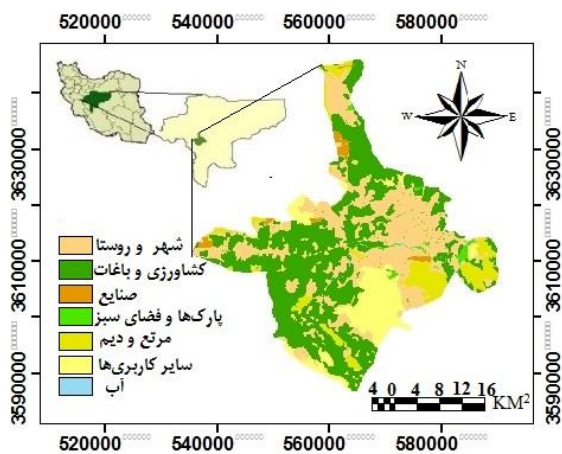 520000 540000 560000 580000
N
W E
S
3630000
3610000
3590000
3630000
3610000
3590000
شهر و روستا
کشاورزی و باغات
صنایع
پارک‌ها و فضای سبز
مرتع و دیم
سایر کاربری‌ها
آب
4 0 4 8 12 16
KM²
520000 540000 560000 580000